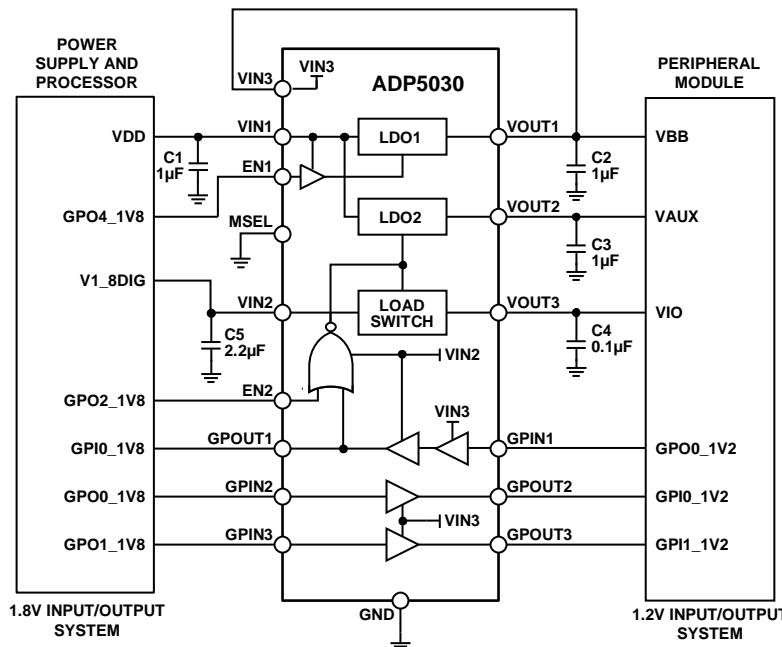 POWER
SUPPLY AND
PROCESSOR
VIN3
VIN3
ADP5030
PERIPHERAL
MODULE
VDD
VIN1
LDO1
VOUT1
VBB
C1
1µF
EN1
C2
1µF
GPO4_1V8
MSEL
LDO2
VOUT2
VAUX
C3
1µF
V1_8DIG
VIN2
LOAD
SWITCH
VOUT3
VIO
C5
2.2µF
C4
0.1µF
VIN2
GPO2_1V8
EN2
VIN3
GPI0_1V8
GPOUT1
GPIN1
GPO0_1V2
GPO0_1V8
GPIN2
GPOUT2
GPI0_1V2
VIN3
GPO1_1V8
GPIN3
GPOUT3
GPI1_1V2
1.8V INPUT/OUTPUT
SYSTEM
GND
1.2V INPUT/OUTPUT
SYSTEM